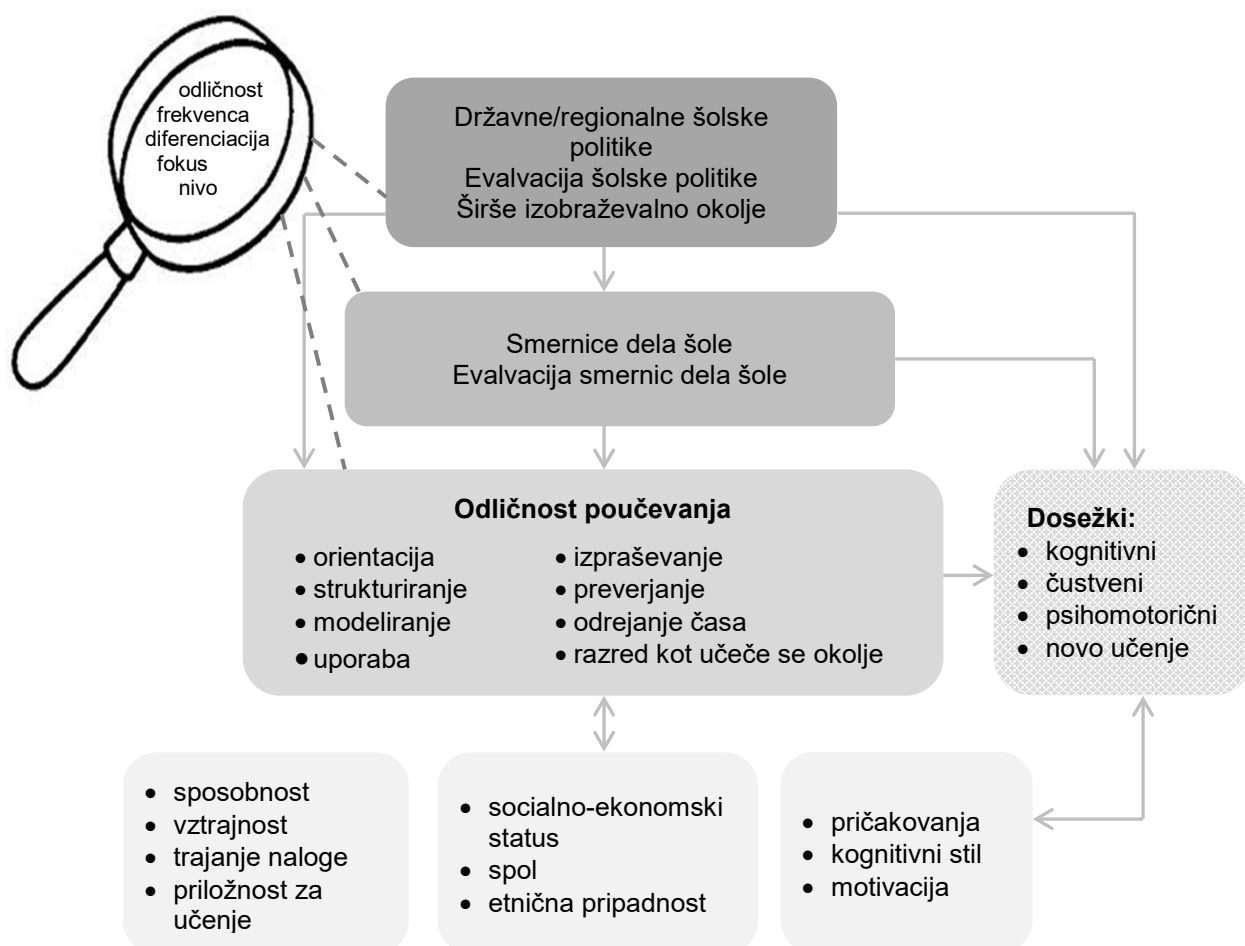 odličnost
frekvenca
diferenciacija
fokus
nivo
Državne/regionalne šolske
politike
Evalvacija šolske politike
Širše izobraževalno okolje
Smernice dela šole
Evalvacija smernic dela šole
Odličnost poučevanja
• orientacija
• strukturiranje
• modeliranje
• uporaba
• izpraševanje
• preverjanje
• odrejanje časa
• razred kot učeče se okolje
Dosežki:
• kognitivni
• čustveni
• psihomotorični
• novo učenje
• sposobnost
• vztrajnost
• trajanje naloge
• priložnost za
učenje
• socialno-ekonomski
status
• spol
• etnična pripadnost
• pričakovanja
• kognitivni stil
• motivacija